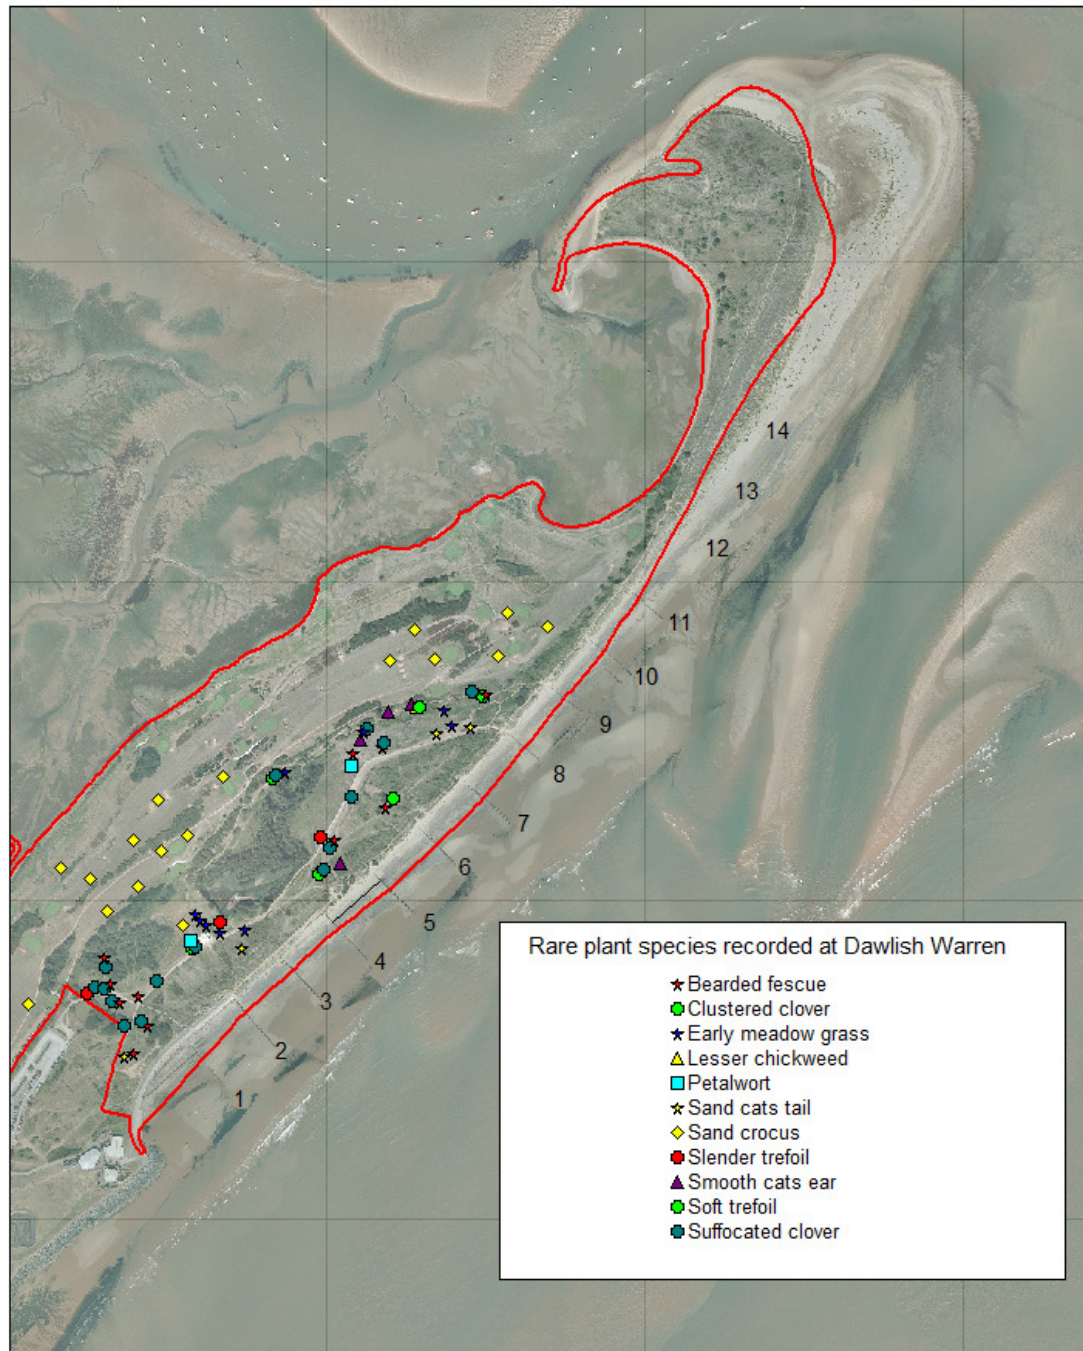 14
13
12
11
10
9
8
7
6
5
4
3
2
1
Rare plant species recorded at Dawlish Warren
Bearded fescue
Clustered clover
Early meadow grass
Lesser chickweed
Petalwort
Sand cats tail
Sand crocus
Slender trefoil
Smooth cats ear
Soft trefoil
Suffocated clover